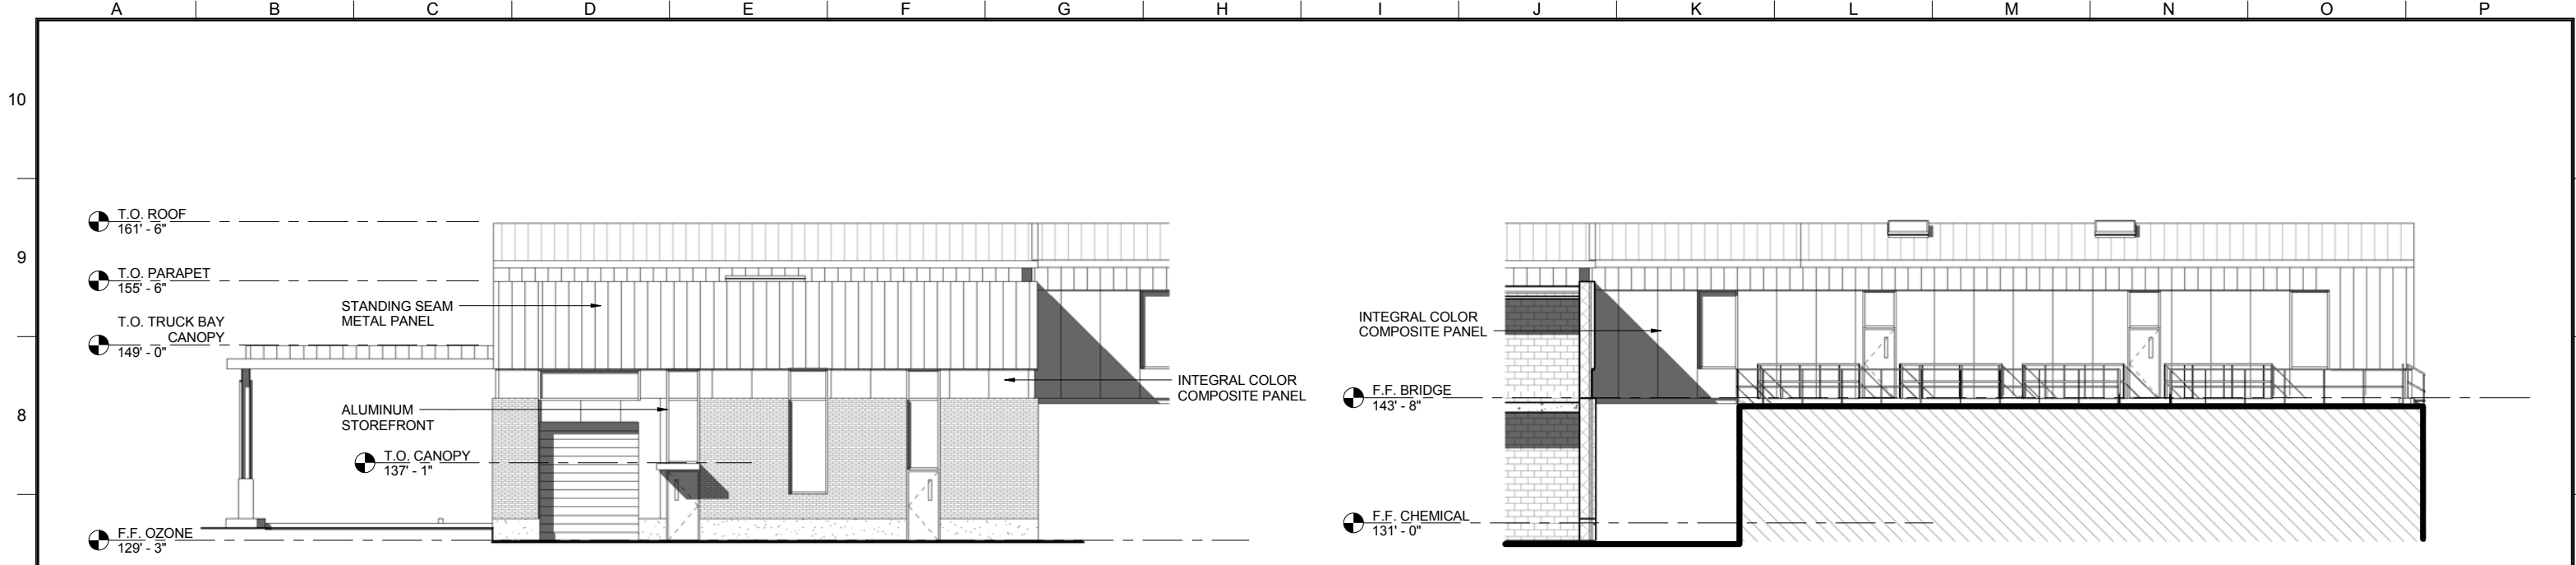 A B C D E F G H I J K L M N O P
10
9
8
T.O. ROOF
161' - 6"
T.O. PARAPET
155' - 6"
T.O. TRUCK BAY
CANOPY
149' - 0"
STANDING SEAM
METAL PANEL
ALUMINUM
STOREFRONT
T.O. CANOPY
137' - 1"
F.F. OZONE
129' - 3"
INTEGRAL COLOR
COMPOSITE PANEL
INTEGRAL COLOR
COMPOSITE PANEL
F.F. BRIDGE
143' - 8"
F.F. CHEMICAL
131' - 0"